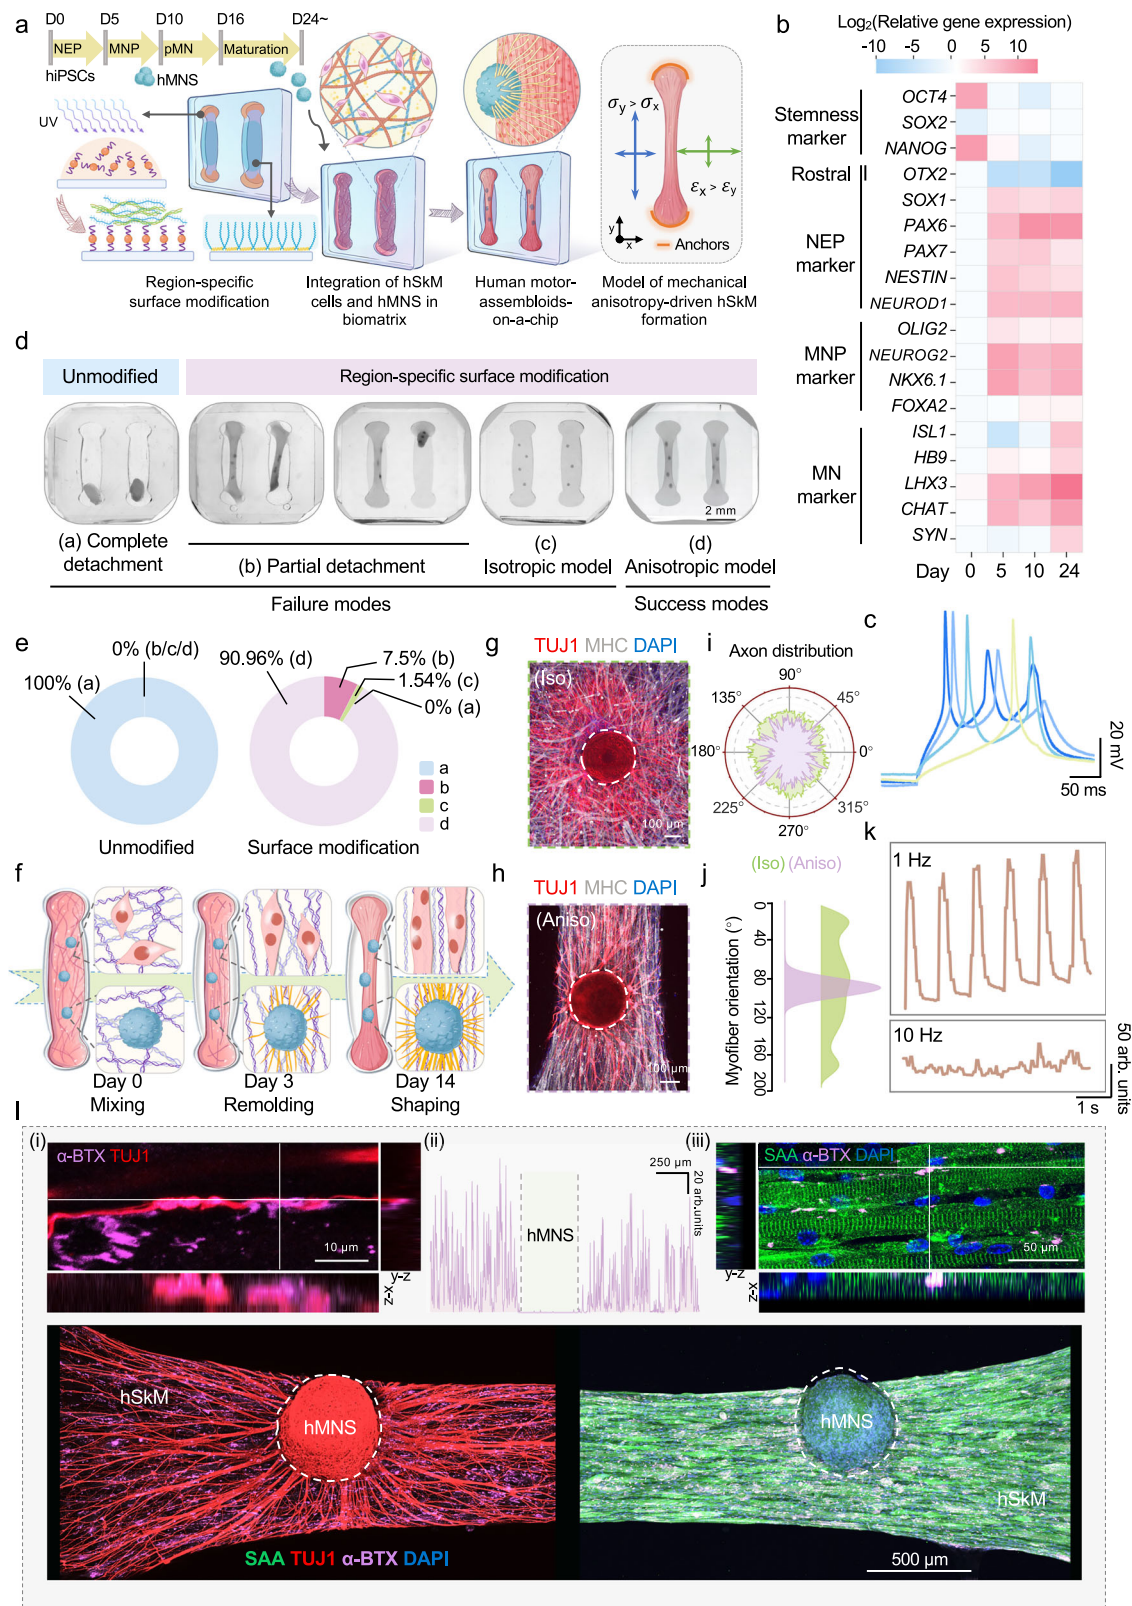 a
D0 D5 D10 D16 D24~
NEP MNP pMN Maturation
hiPSCs
hMNS
UV
Region-specific
surface modification
Integration of hSkM
cells and hMNS in
biomatrix
Human motor-
assembloids-
on-a-chip
σy > σx
εx > εy
y
x
Anchors
Model of mechanical
anisotropy-driven hSkM
formation
b
Log₂(Relative gene expression)
-10 0 5 10
Stemness
marker
OCT4
SOX2
NANOG
Rostral
OTX2
NEP
marker
SOX1
PAX6
PAX7
NESTIN
NEUROD1
MNP
marker
OLIG2
NEUROG2
NKX6.1
FOXA2
MN
marker
ISL1
HB9
LHX3
CHAT
SYN
Day 0 5 10 24
d
Unmodified
Region-specific surface modification
2 mm
(a) Complete
detachment
(b) Partial detachment
(c)
Isotropic model
(d)
Anisotropic model
Failure modes
Success modes
e
0% (b/c/d)
100% (a)
Unmodified
90.96% (d)
7.5% (b)
1.54% (c)
0% (a)
a
b
c
d
Surface modification
g
TUJ1 MHC DAPI
(Iso)
100 µm
i
Axon distribution
90°
135° 45°
180° 0°
225° 315°
270°
c
20 mV
50 ms
f
Day 0
Mixing
Day 3
Remolding
Day 14
Shaping
h
TUJ1 MHC DAPI
(Aniso)
100 µm
j
(Iso) (Aniso)
Myofiber orientation (°)
0
40
80
120
160
200
k
1 Hz
10 Hz
50 arb. units
1 s
l
(i)
α-BTX TUJ1
10 µm
y-z
z-x
(ii)
250 µm
20 arb.units
hMNS
(iii)
SAA α-BTX DAPI
50 µm
y-z
x-z
hSkM
hMNS
SAA TUJ1 α-BTX DAPI
hMNS
hSkM
500 µm